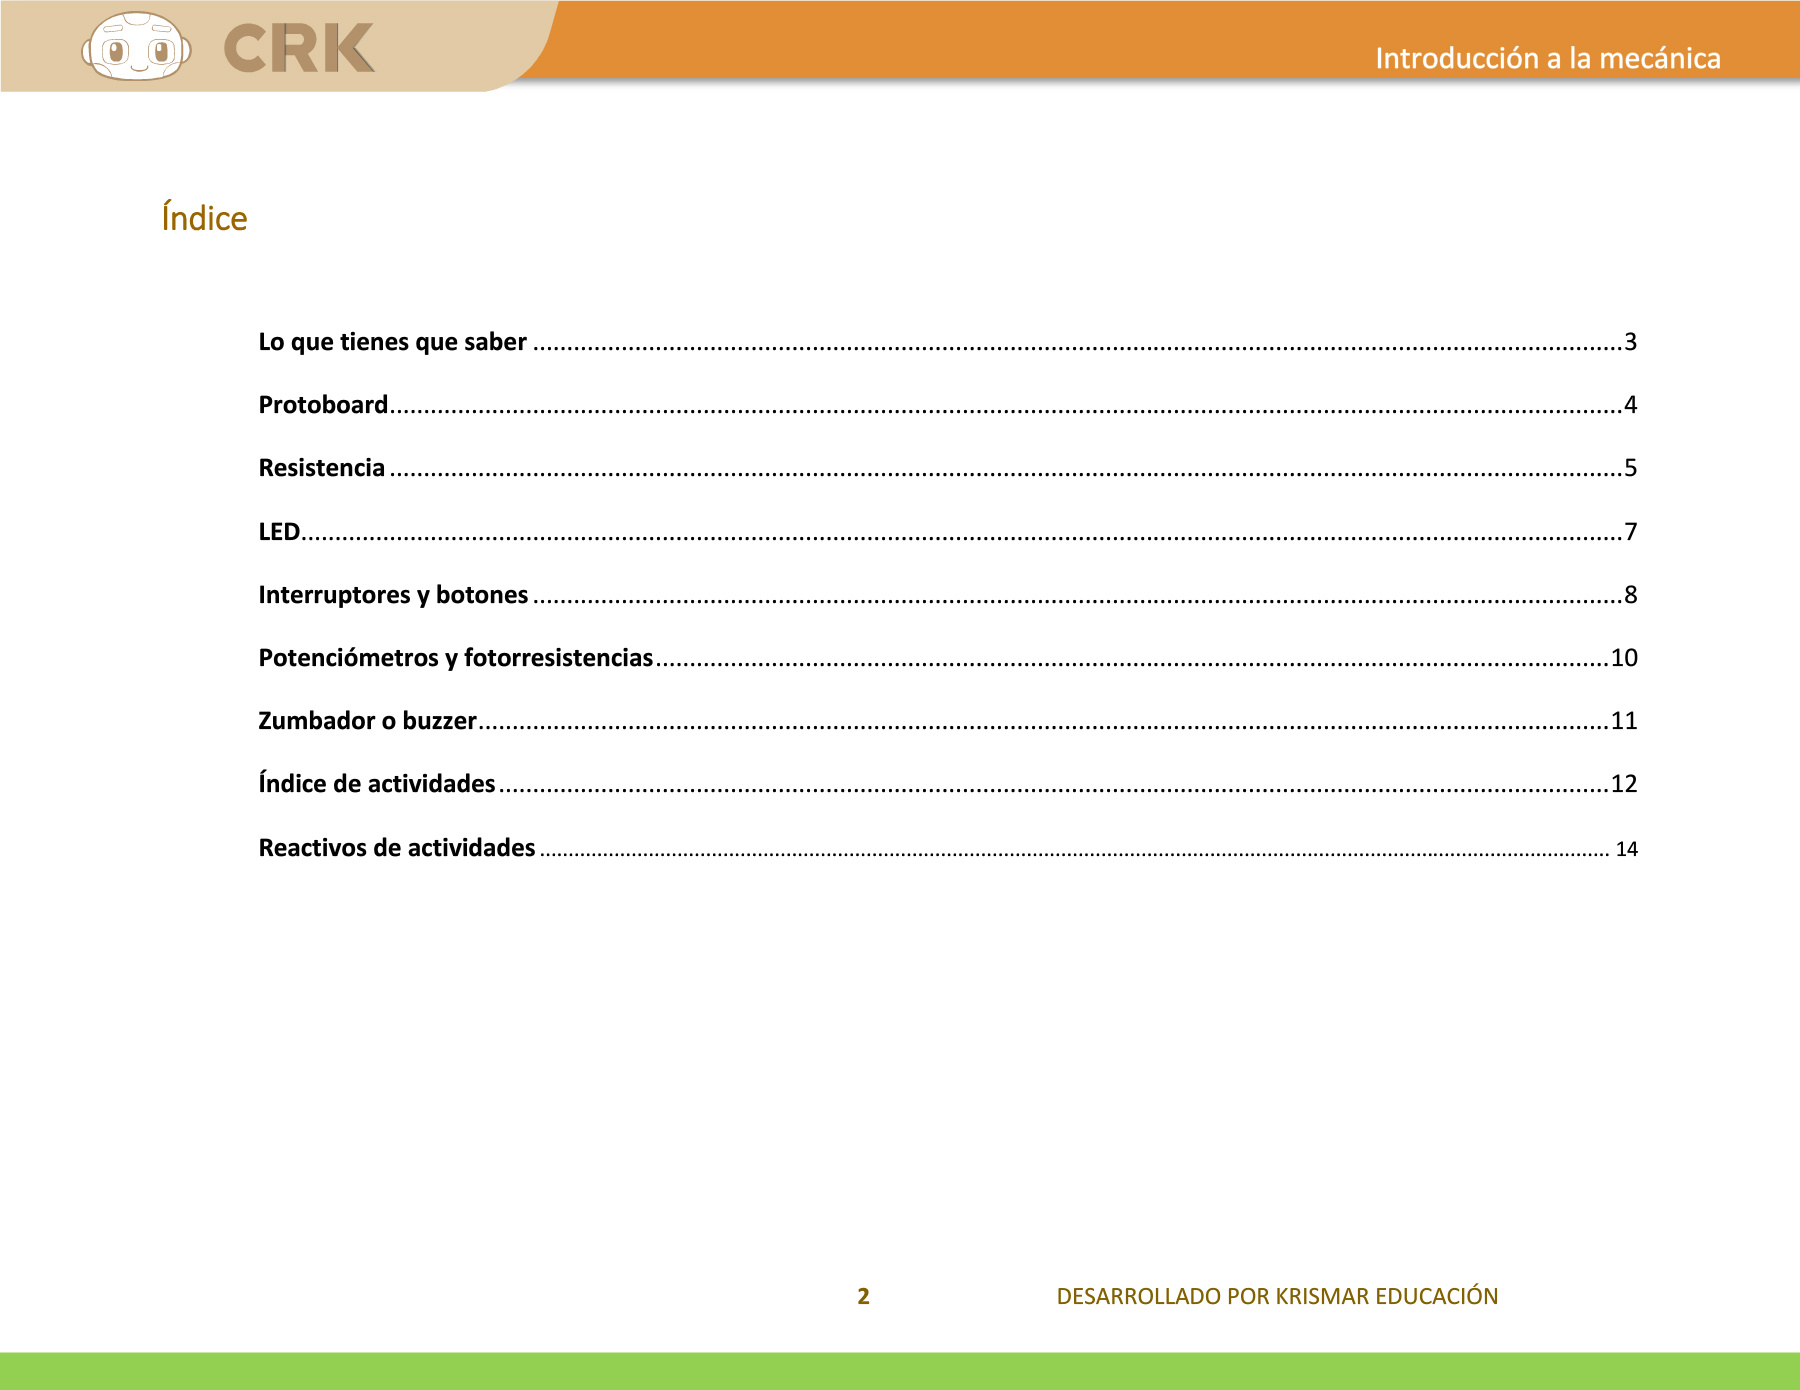 CRK
Introducción a la mecánica
Índice
Lo que tienes que saber ........................................ 3
Protoboard ........................................ 4
Resistencia ........................................ 5
LED ........................................ 7
Interruptores y botones ........................................ 8
Potenciómetros y fotorresistencias ........................................ 10
Zumbador o buzzer ........................................ 11
Índice de actividades ........................................ 12
Reactivos de actividades ........................................ 14
2 DESARROLLADO POR KRISMAR EDUCACIÓN